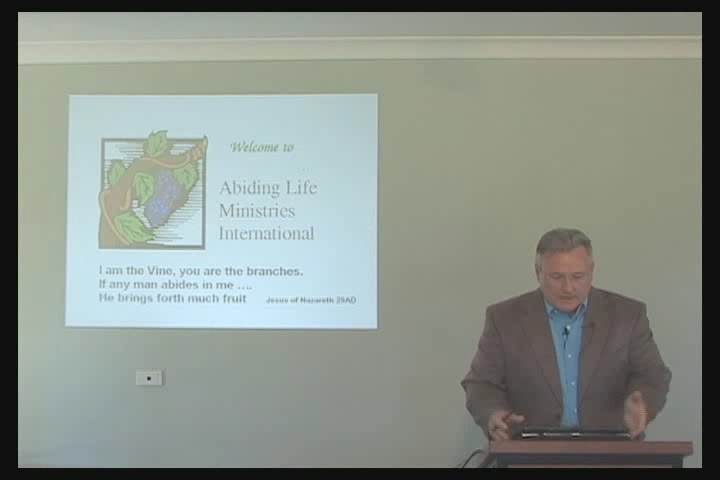 Welcome to
Abiding Life
Ministries
International
I am the Vine, you are the branches.
If any man abides in me ....
He brings forth much fruit Jesus of Nazareth 29AD